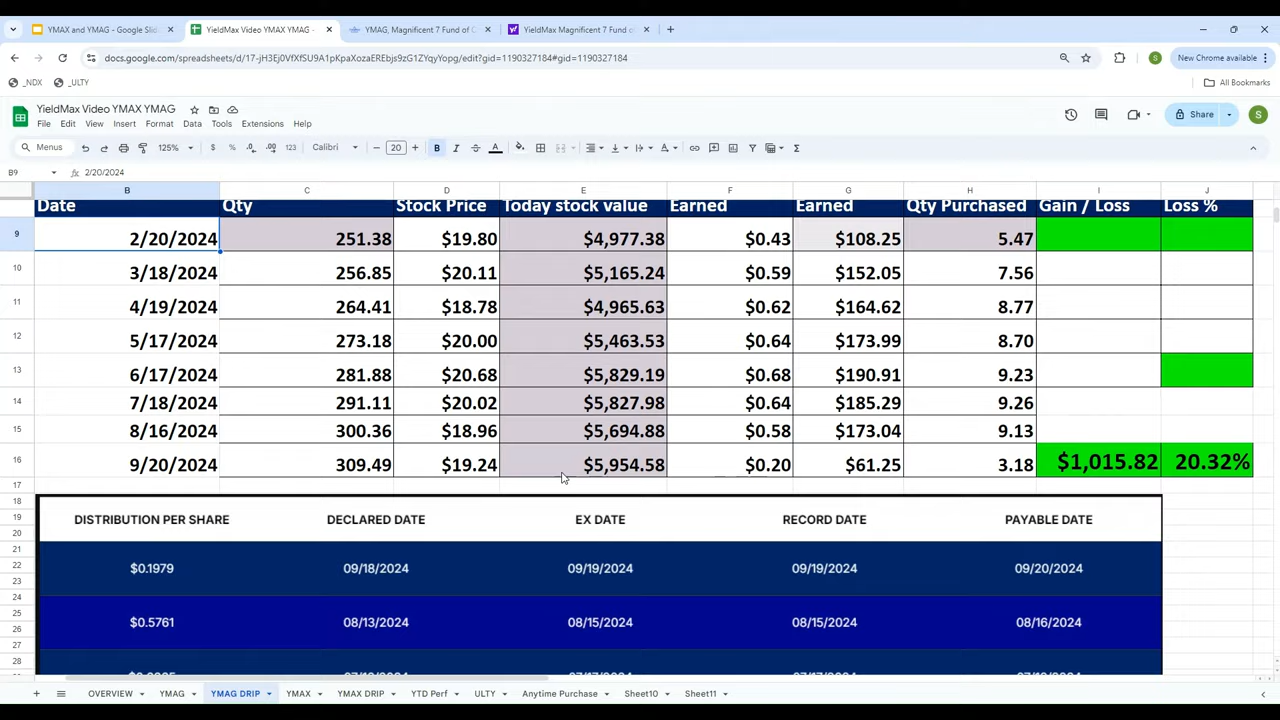 YMAX and YMAG - Google Slid
YieldMax Video YMAX YMAG -
YMAG, Magnificent 7 Fund of
YieldMax Magnificent 7 Fund of
docs.google.com/spreadsheets/d/17-jH3Ej0VfXfSU9A1pKpaXozaEREbjs9zG1ZYqyYopg/edit?gid=1190327184#gid=1190327184
New Chrome available
_NDX
_ULTY
All Bookmarks
YieldMax Video YMAX YMAG
File Edit View Insert Format Data Tools Extensions Help
Share
S
Menus 125% $ % .0 .00 123 Calibri 20 B I A
B9 fx 2/20/2024
B C D E F G H I J
Date Qty Stock Price Today stock value Earned Earned Qty Purchased Gain / Loss Loss %
9 2/20/2024 251.38 $19.80 $4,977.38 $0.43 $108.25 5.47
10 3/18/2024 256.85 $20.11 $5,165.24 $0.59 $152.05 7.56
11 4/19/2024 264.41 $18.78 $4,965.63 $0.62 $164.62 8.77
12 5/17/2024 273.18 $20.00 $5,463.53 $0.64 $173.99 8.70
13 6/17/2024 281.88 $20.68 $5,829.19 $0.68 $190.91 9.23
14 7/18/2024 291.11 $20.02 $5,827.98 $0.64 $185.29 9.26
15 8/16/2024 300.36 $18.96 $5,694.88 $0.58 $173.04 9.13
16 9/20/2024 309.49 $19.24 $5,954.58 $0.20 $61.25 3.18 $1,015.82 20.32%
17
18
19 DISTRIBUTION PER SHARE DECLARED DATE EX DATE RECORD DATE PAYABLE DATE
20
21
22 $0.1979 09/18/2024 09/19/2024 09/19/2024 09/20/2024
23
24
25
26 $0.5761 08/13/2024 08/15/2024 08/15/2024 08/16/2024
27
28
OVERVIEW YMAG YMAG DRIP YMAX YMAX DRIP YTD Perf ULTY Anytime Purchase Sheet10 Sheet11